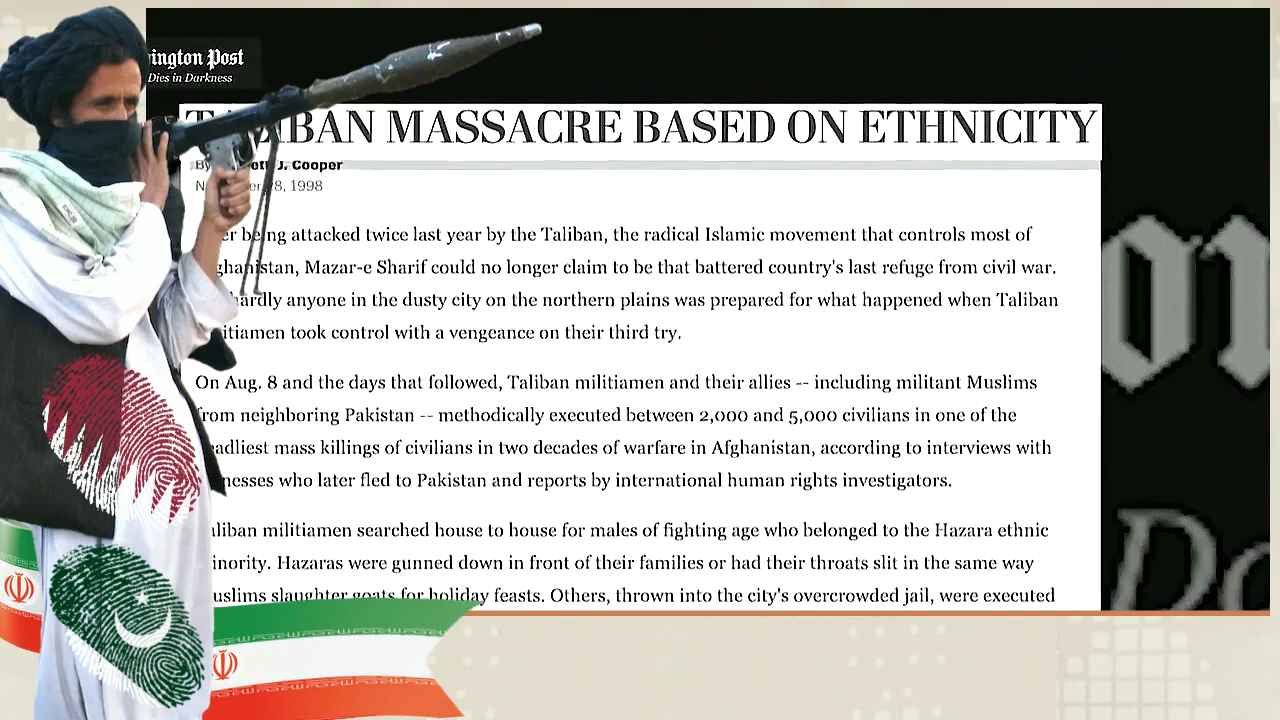 ington Post
Dies in Darkness
TALIBAN MASSACRE BASED ON ETHNICITY
By J. Cooper
8, 1998
being attacked twice last year by the Taliban, the radical Islamic movement that controls most of
Afghanistan, Mazar-e Sharif could no longer claim to be that battered country's last refuge from civil war.
hardly anyone in the dusty city on the northern plains was prepared for what happened when Taliban
militiamen took control with a vengeance on their third try.
On Aug. 8 and the days that followed, Taliban militiamen and their allies -- including militant Muslims
from neighboring Pakistan -- methodically executed between 2,000 and 5,000 civilians in one of the
deadliest mass killings of civilians in two decades of warfare in Afghanistan, according to interviews with
witnesses who later fled to Pakistan and reports by international human rights investigators.
Taliban militiamen searched house to house for males of fighting age who belonged to the Hazara ethnic
minority. Hazaras were gunned down in front of their families or had their throats slit in the same way
Muslims slaughter goats for holiday feasts. Others, thrown into the city's overcrowded jail, were executed